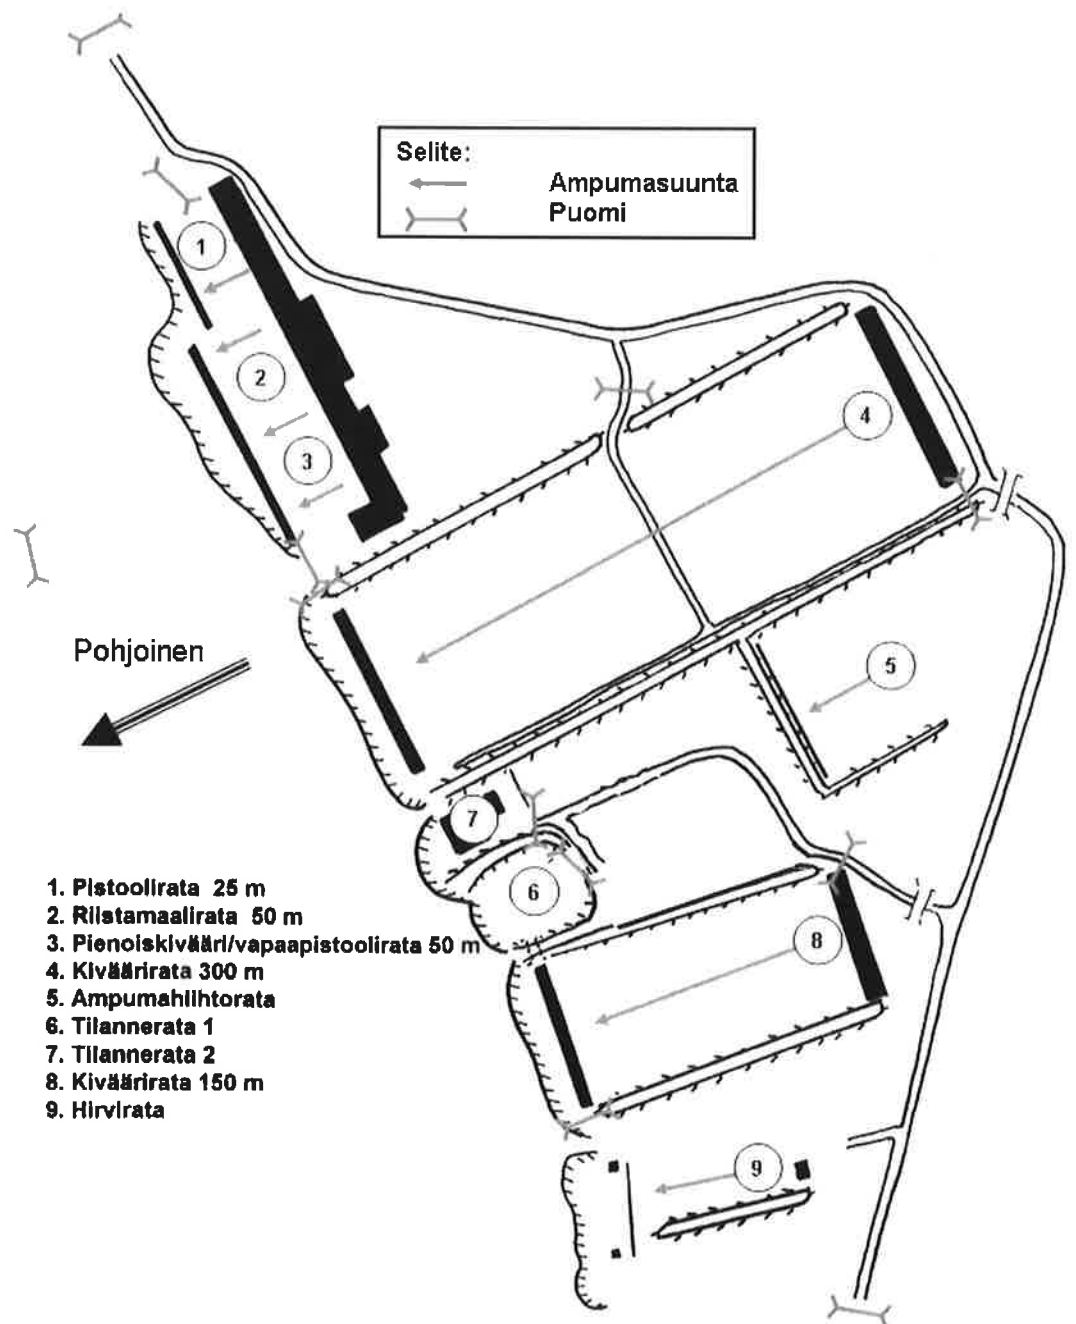 Selite:
Ampumasuunta
Puomi
1
2
3
4
5
Pohjoinen
7
6
8
9
1. Pistoolirata 25 m
2. Riistamaalirata 50 m
3. Pienoiskivääri/vapaapistoolirata 50 m
4. Kiväärirata 300 m
5. Ampumahiihtorata
6. Tilannerata 1
7. Tilannerata 2
8. Kiväärirata 150 m
9. Hirvirata